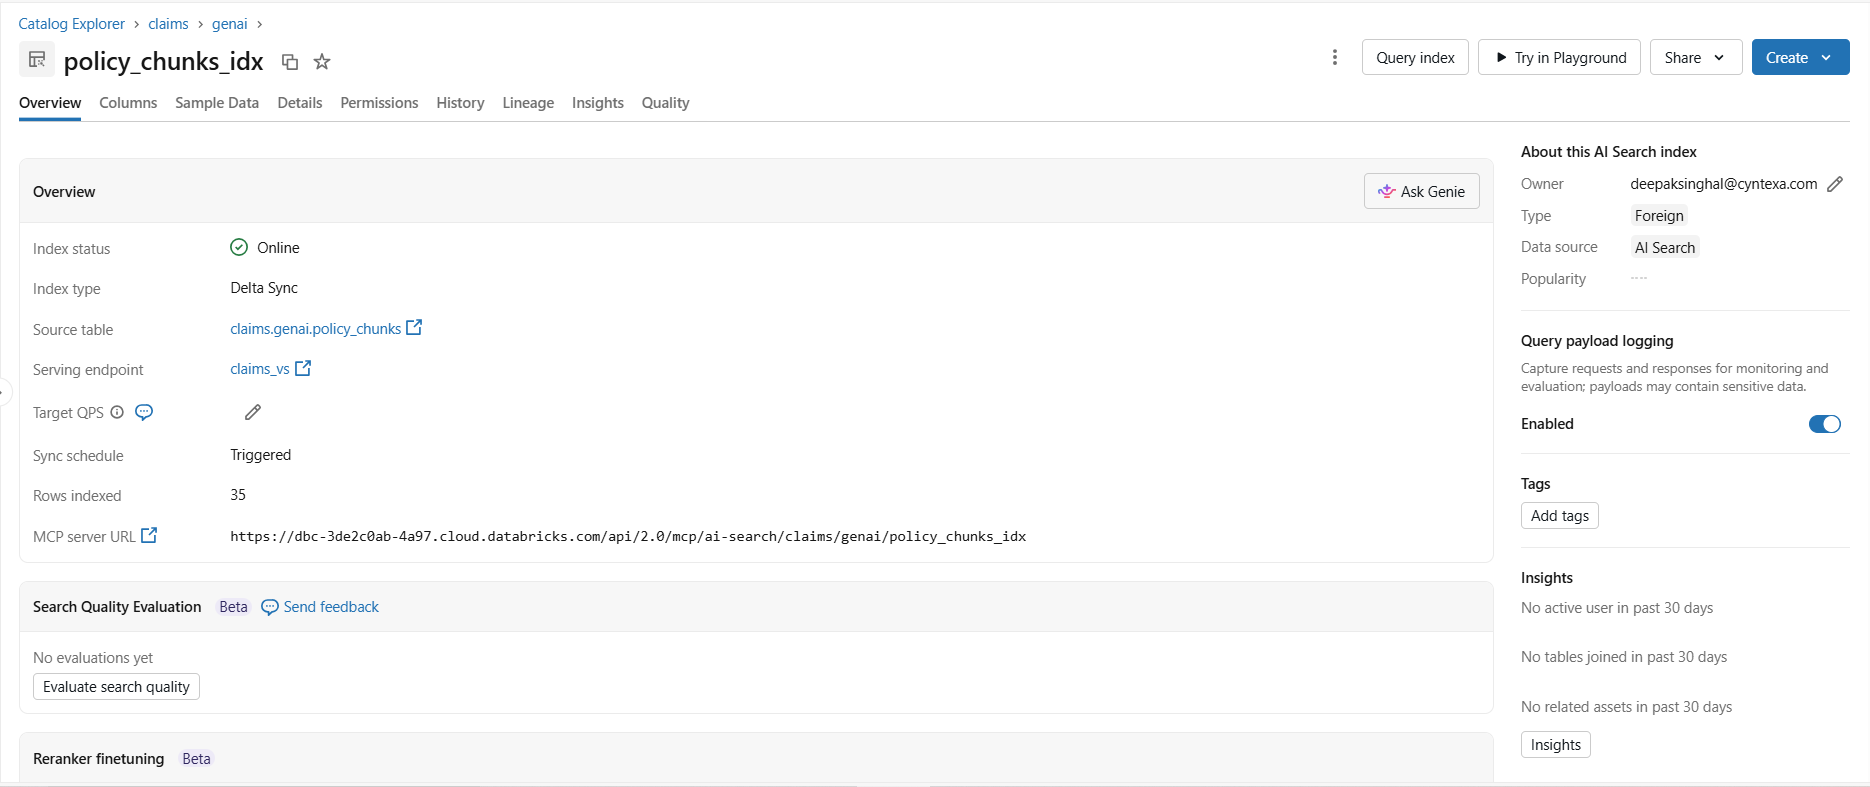 Catalog Explorer > claims > genai >
policy_chunks_idx
Query index
Try in Playground
Share
Create
Overview Columns Sample Data Details Permissions History Lineage Insights Quality
Overview
Ask Genie
Index status Online
Index type Delta Sync
Source table claims.genai.policy_chunks
Serving endpoint claims_vs
Target QPS
Sync schedule Triggered
Rows indexed 35
MCP server URL https://dbc-3de2c0ab-4a97.cloud.databricks.com/api/2.0/mcp/ai-search/claims/genai/policy_chunks_idx
Search Quality Evaluation Beta Send feedback
No evaluations yet
Evaluate search quality
Reranker finetuning Beta
About this AI Search index
Owner deepaksinghal@cyntexa.com
Type Foreign
Data source AI Search
Popularity ----
Query payload logging
Capture requests and responses for monitoring and
evaluation; payloads may contain sensitive data.
Enabled
Tags
Add tags
Insights
No active user in past 30 days
No tables joined in past 30 days
No related assets in past 30 days
Insights